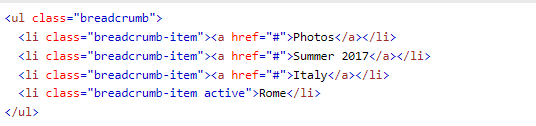 <ul class="breadcrumb">
  <li class="breadcrumb-item"><a href="#">Photos</a></li>
  <li class="breadcrumb-item"><a href="#">Summer 2017</a></li>
  <li class="breadcrumb-item"><a href="#">Italy</a></li>
  <li class="breadcrumb-item active">Rome</li>
</ul>